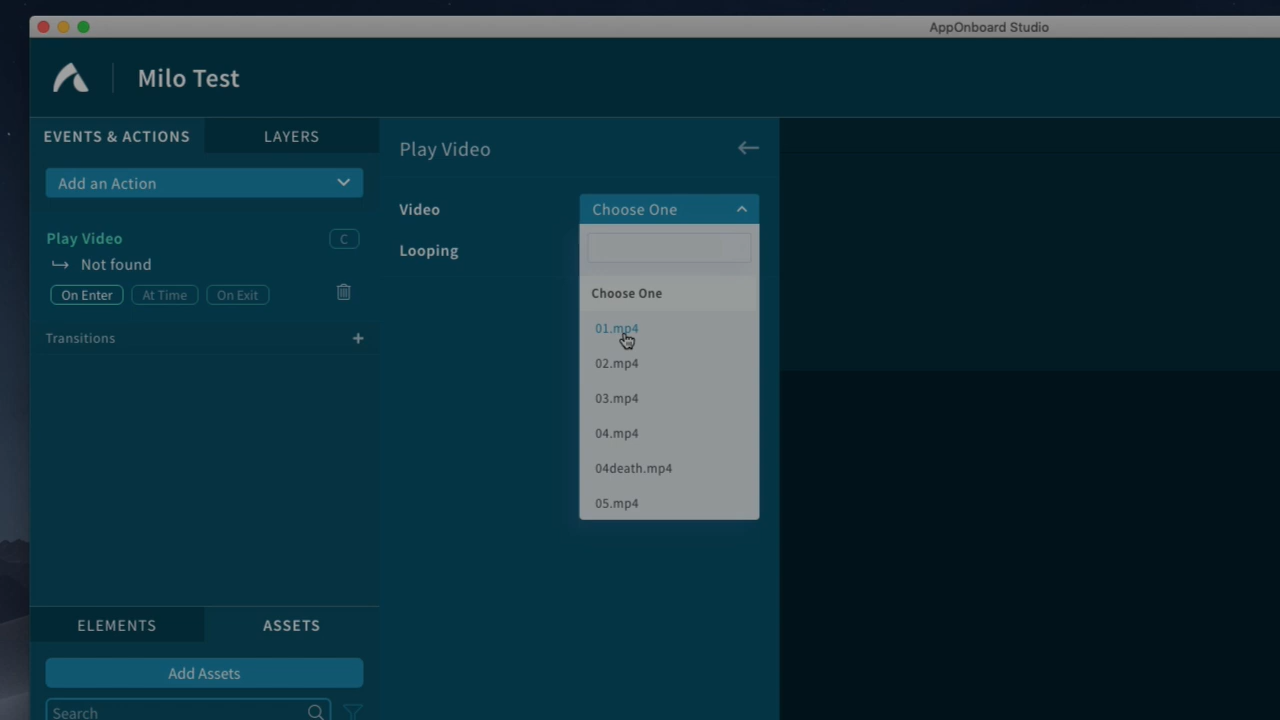 AppOnboard Studio
Milo Test
EVENTS & ACTIONS
LAYERS
Add an Action
Play Video
C
Not found
On Enter
At Time
On Exit
Transitions
+
Play Video
Video
Choose One
Looping
Choose One
01.mp4
02.mp4
03.mp4
04.mp4
04death.mp4
05.mp4
ELEMENTS
ASSETS
Add Assets
Search